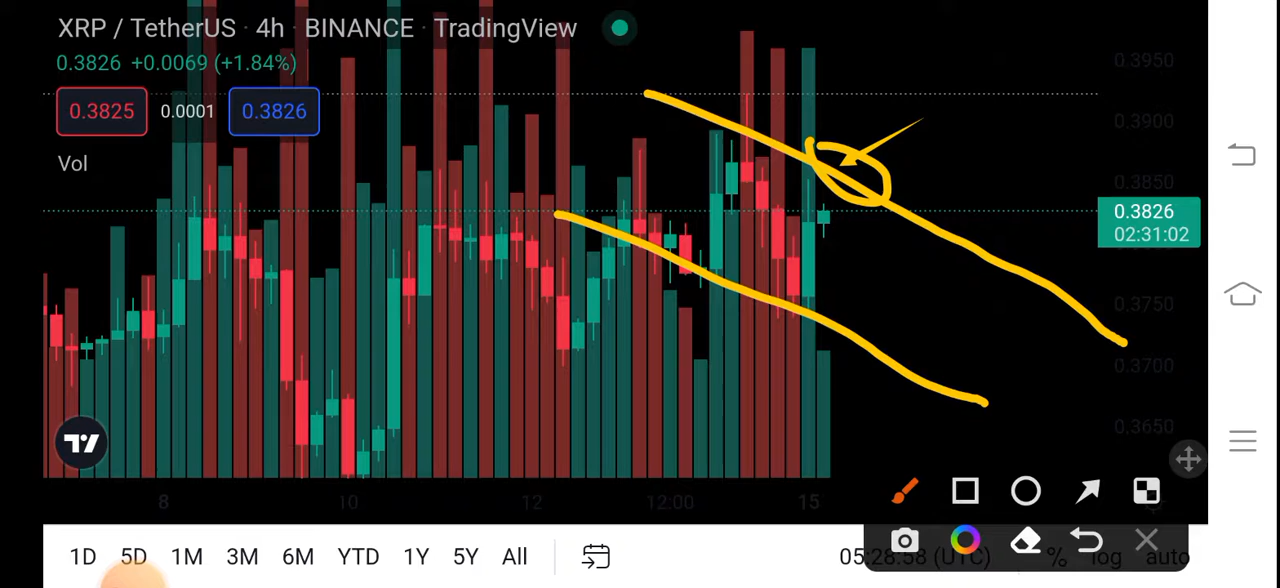 XRP / TetherUS · 4h · BINANCE · TradingView
0.3826 +0.0069 (+1.84%)
0.3825 0.0001 0.3826
Vol
0.3950
0.3900
0.3850
0.3826
02:31:02
0.3750
0.3700
0.3650
8 10 12 12:00 15
1D 5D 1M 3M 6M YTD 1Y 5Y All 05:28:58 (UTC) % log auto